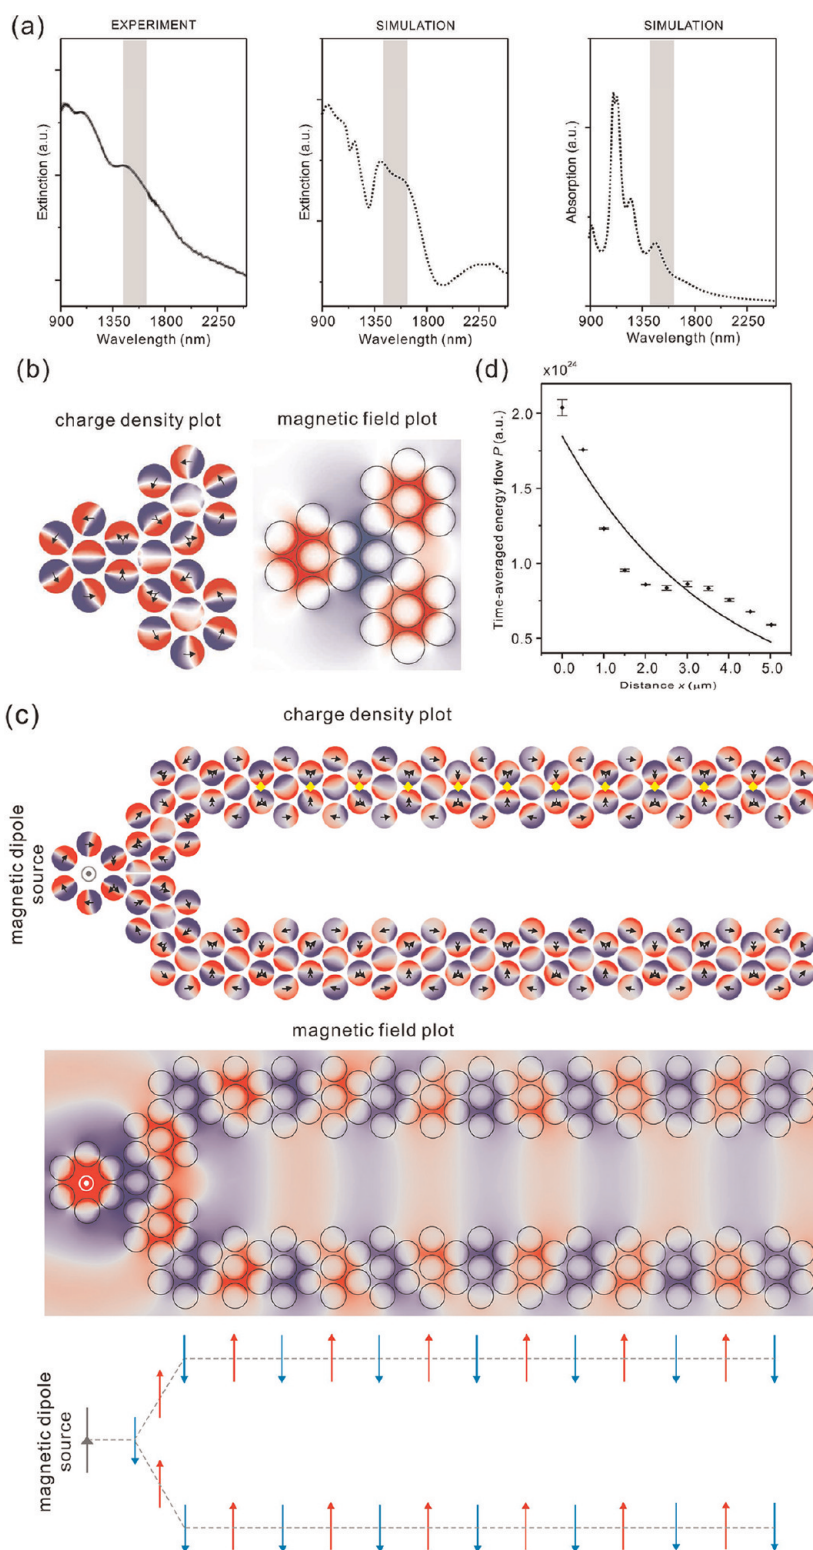 (a)
EXPERIMENT
SIMULATION
SIMULATION
Extinction (a.u.)
Extinction (a.u.)
Absorption (a.u.)
900 1350 1800 2250
900 1350 1800 2250
900 1350 1800 2250
Wavelength (nm)
Wavelength (nm)
Wavelength (nm)
(b)
charge density plot
magnetic field plot
(d)
x10²⁴
Time-averaged energy flow P (a.u.)
2.0
1.5
1.0
0.5
0.0 1.0 2.0 3.0 4.0 5.0
Distance x (μm)
(c)
charge density plot
magnetic dipole
source
magnetic field plot
magnetic dipole
source